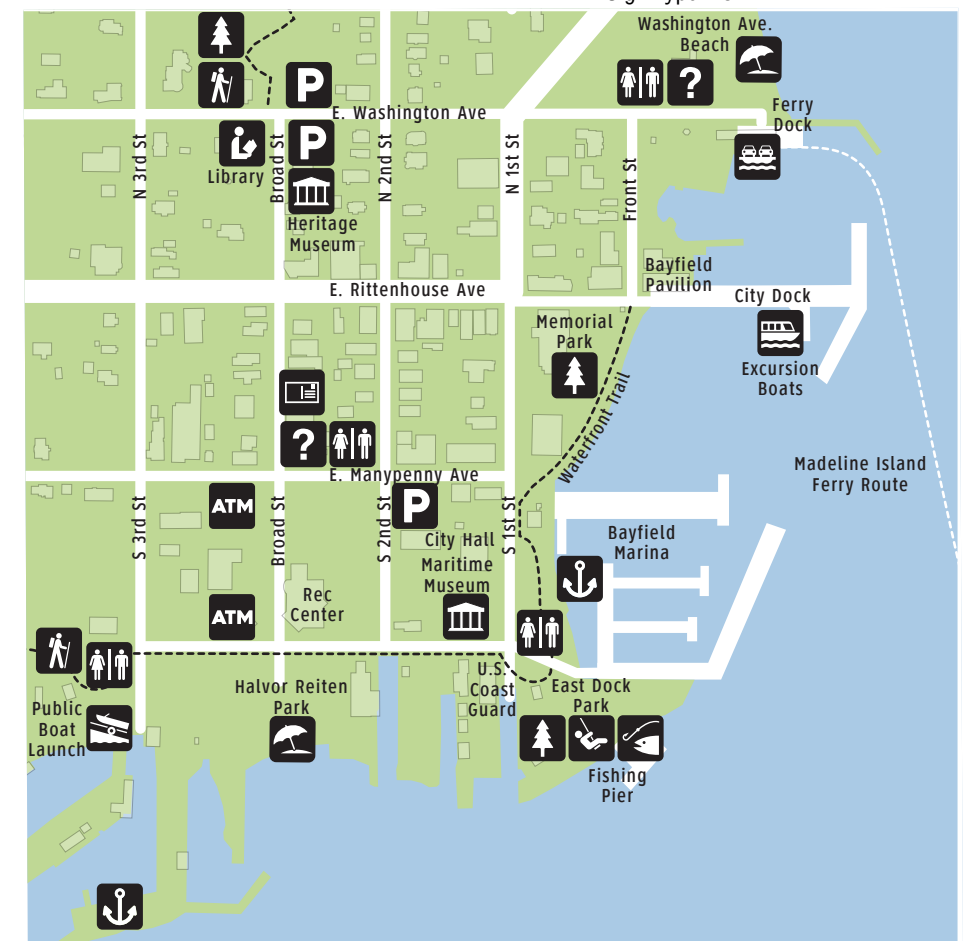 Washington Ave.
Beach
?
P
E. Washington Ave
Ferry
Dock
P
Library
N 3rd St
Broad St
N 2nd St
N 1st St
Front St
Heritage
Museum
Bayfield
Pavilion
E. Rittenhouse Ave
City Dock
Memorial
Park
Excursion
Boats
Waterfront Trail
?
E. Manypenny Ave
Madeline Island
Ferry Route
ATM
P
S 3rd St
Broad St
S 2nd St
S 1st St
City Hall
Maritime
Museum
Bayfield
Marina
Rec
Center
ATM
U.S.
Coast
Guard
Halvor Reiten
Park
East Dock
Park
Public
Boat
Launch
Fishing
Pier